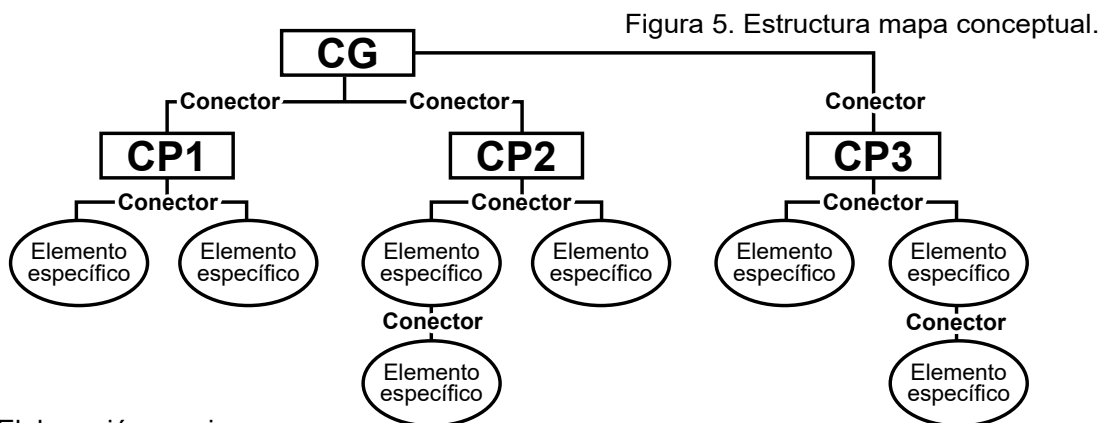 Figura 5. Estructura mapa conceptual.
CG
Conector Conector Conector
CP1 CP2 CP3
Conector Conector Conector
Elemento específico Elemento específico Elemento específico Elemento específico Elemento específico Elemento específico
Conector Conector
Elemento específico Elemento específico